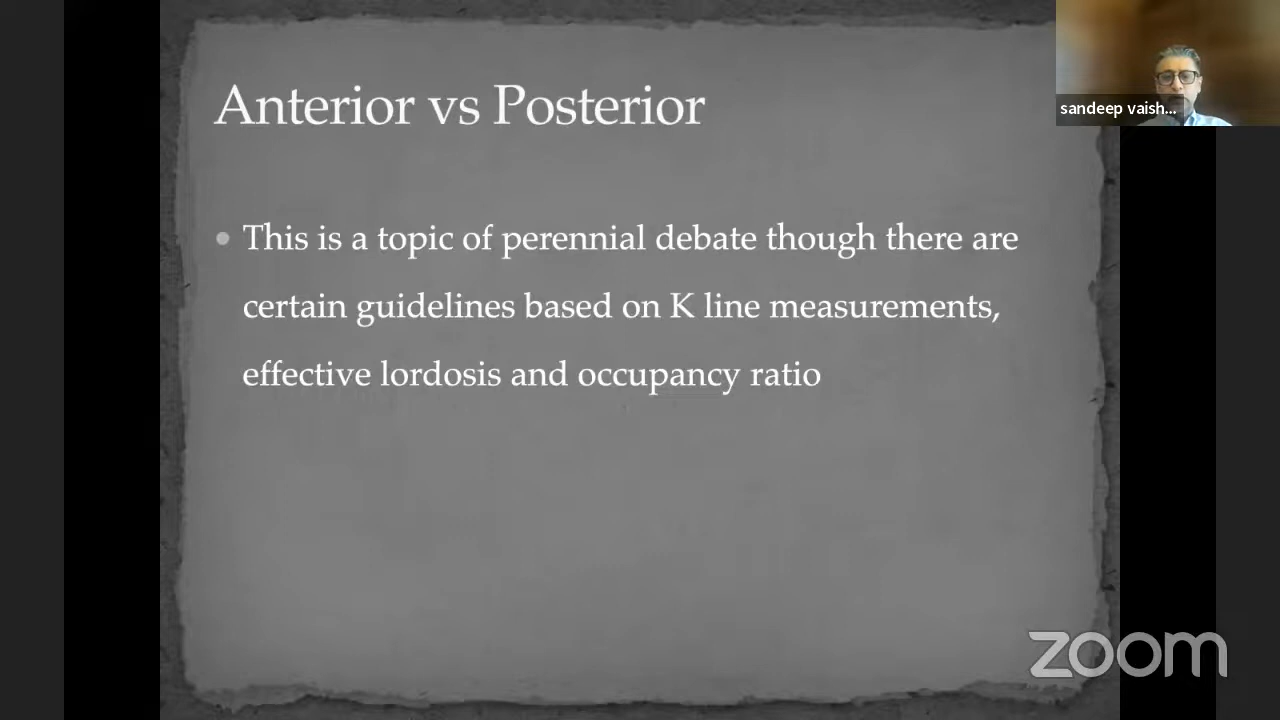 Anterior vs Posterior
sandeep vaish...
• This is a topic of perennial debate though there are
certain guidelines based on K line measurements,
effective lordosis and occupancy ratio
zoom